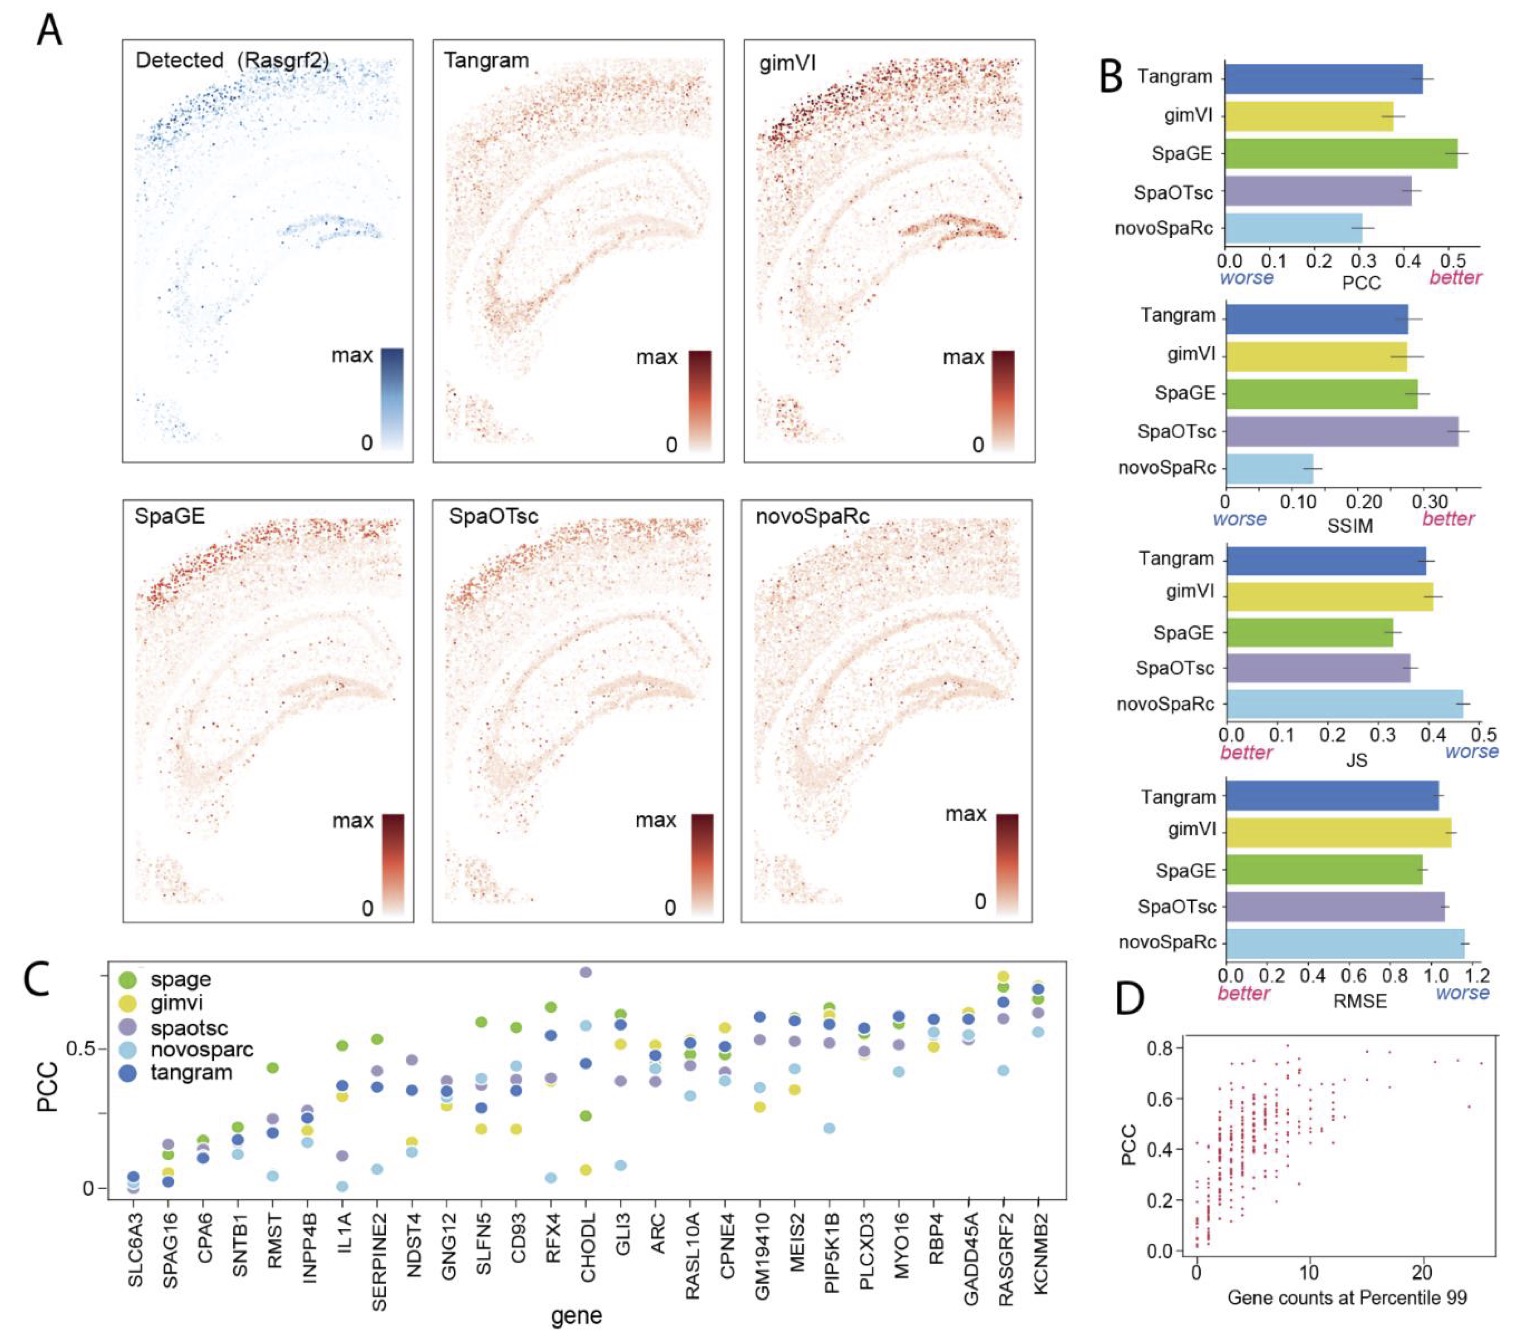 A
Detected (Rasgrf2)
max
0
Tangram
max
0
gimVI
max
0
SpaGE
max
0
SpaOTsc
max
0
novoSpaRc
max
0
B
Tangram
gimVI
SpaGE
SpaOTsc
novoSpaRc
0.0 0.1 0.2 0.3 0.4 0.5
worse PCC better
Tangram
gimVI
SpaGE
SpaOTsc
novoSpaRc
0 0.10 0.20 0.30
worse SSIM better
Tangram
gimVI
SpaGE
SpaOTsc
novoSpaRc
0.0 0.1 0.2 0.3 0.4 0.5
better JS worse
Tangram
gimVI
SpaGE
SpaOTsc
novoSpaRc
0.0 0.2 0.4 0.6 0.8 1.0 1.2
better RMSE worse
C
spage
gimvi
spaotsc
novosparc
tangram
PCC
0.5
0
SLC6A3
SPAG16
CPA6
SNTB1
RMST
INPP4B
IL1A
SERPINE2
NDST4
GNG12
SLFN5
CD93
RFX4
CHODL
GLI3
ARC
RASL10A
CPNE4
GM19410
MEIS2
PIP5K1B
PLCXD3
MYO16
RBP4
GADD45A
RASGRF2
KCNMB2
gene
D
PCC
0.8
0.6
0.4
0.2
0.0
0 10 20
Gene counts at Percentile 99